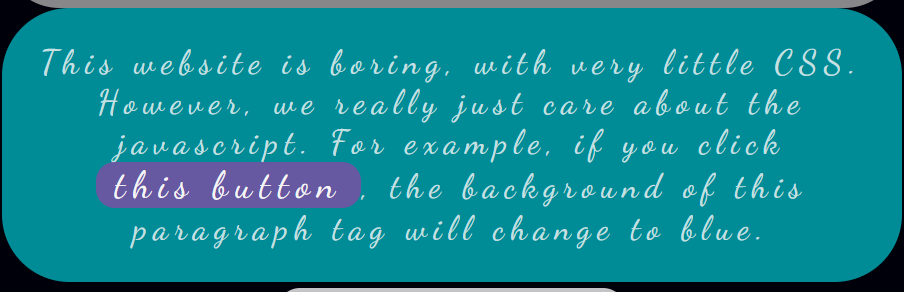 This website is boring, with very little CSS.
However, we really just care about the
javascript. For example, if you click
this button, the background of this
paragraph tag will change to blue.